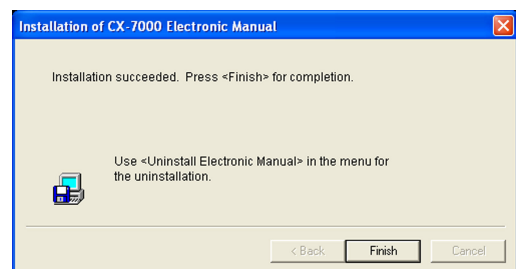 Installation of CX-7000 Electronic Manual
Installation succeeded. Press <Finish> for completion.
Use <Uninstall Electronic Manual> in the menu for
the uninstallation.
< Back Finish Cancel